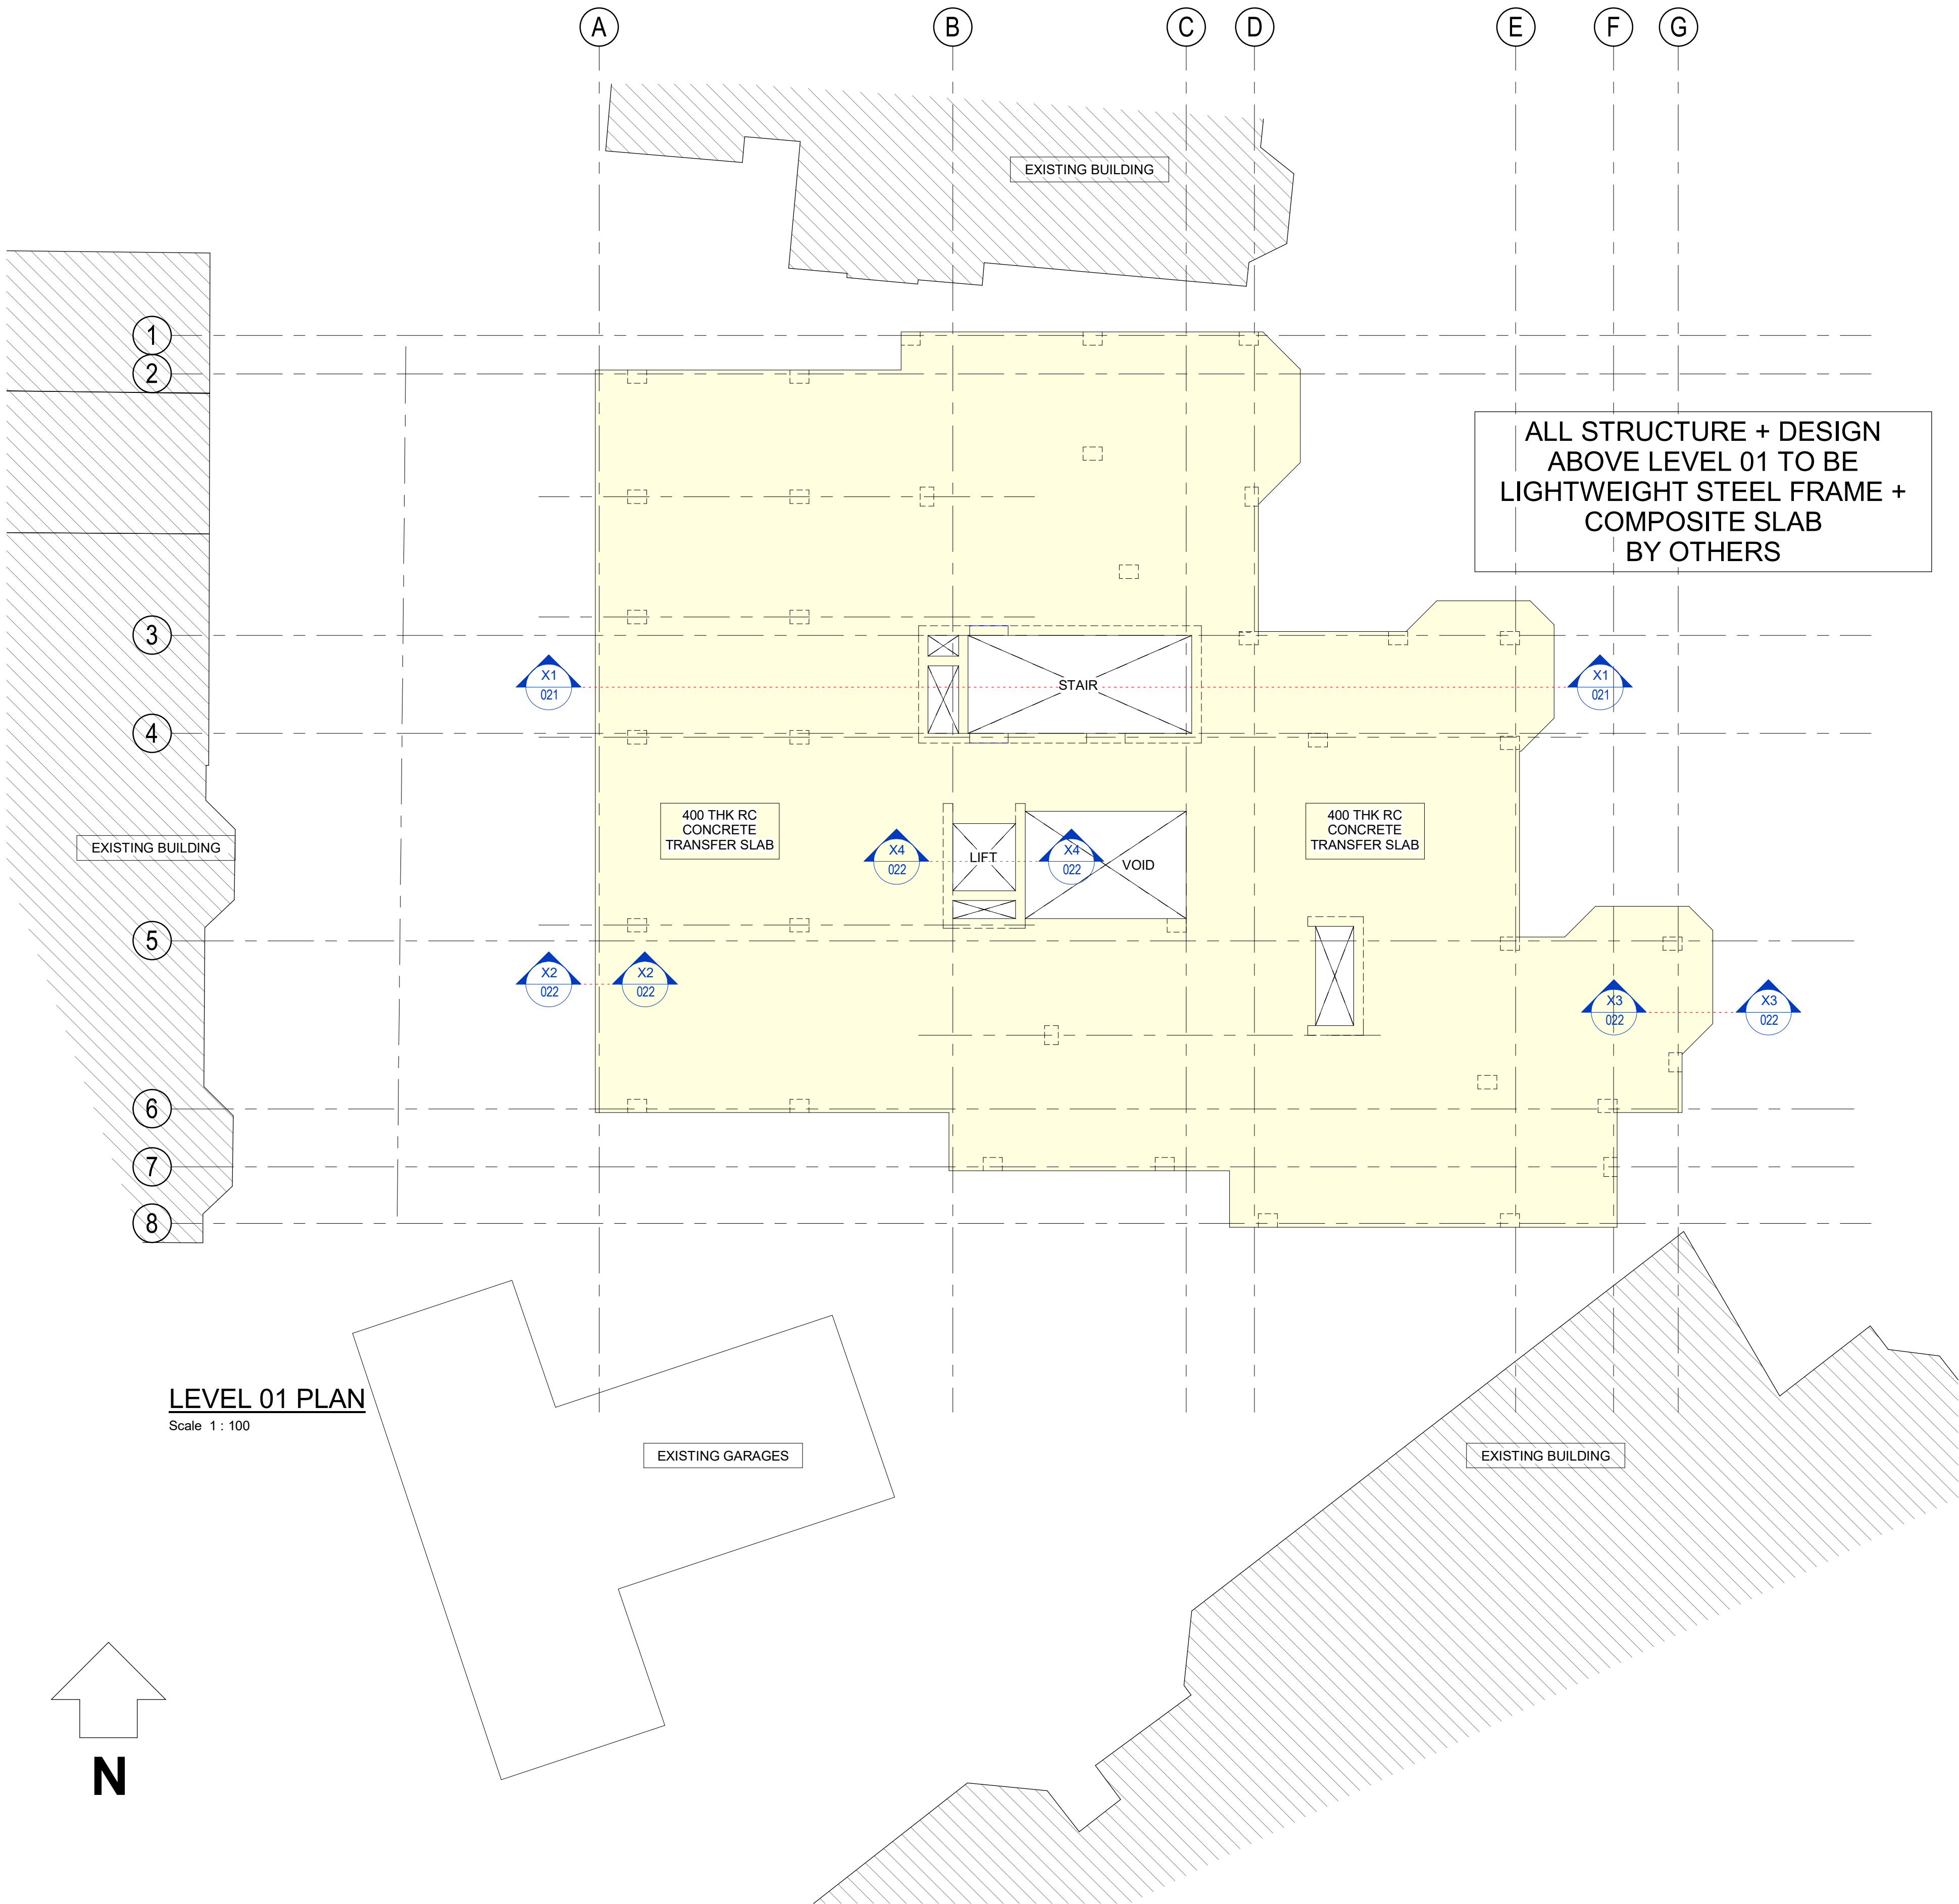 A
B
C
D
E
F
G
EXISTING BUILDING
1
2
ALL STRUCTURE + DESIGN
ABOVE LEVEL 01 TO BE
LIGHTWEIGHT STEEL FRAME +
COMPOSITE SLAB
BY OTHERS
3
X1
021
STAIR
X1
021
4
400 THK RC
CONCRETE
TRANSFER SLAB
400 THK RC
CONCRETE
TRANSFER SLAB
EXISTING BUILDING
X4
022
LIFT
X4
022
VOID
5
X2
022
X2
022
X3
022
X3
022
6
7
8
LEVEL 01 PLAN
Scale 1 : 100
EXISTING GARAGES
EXISTING BUILDING
N